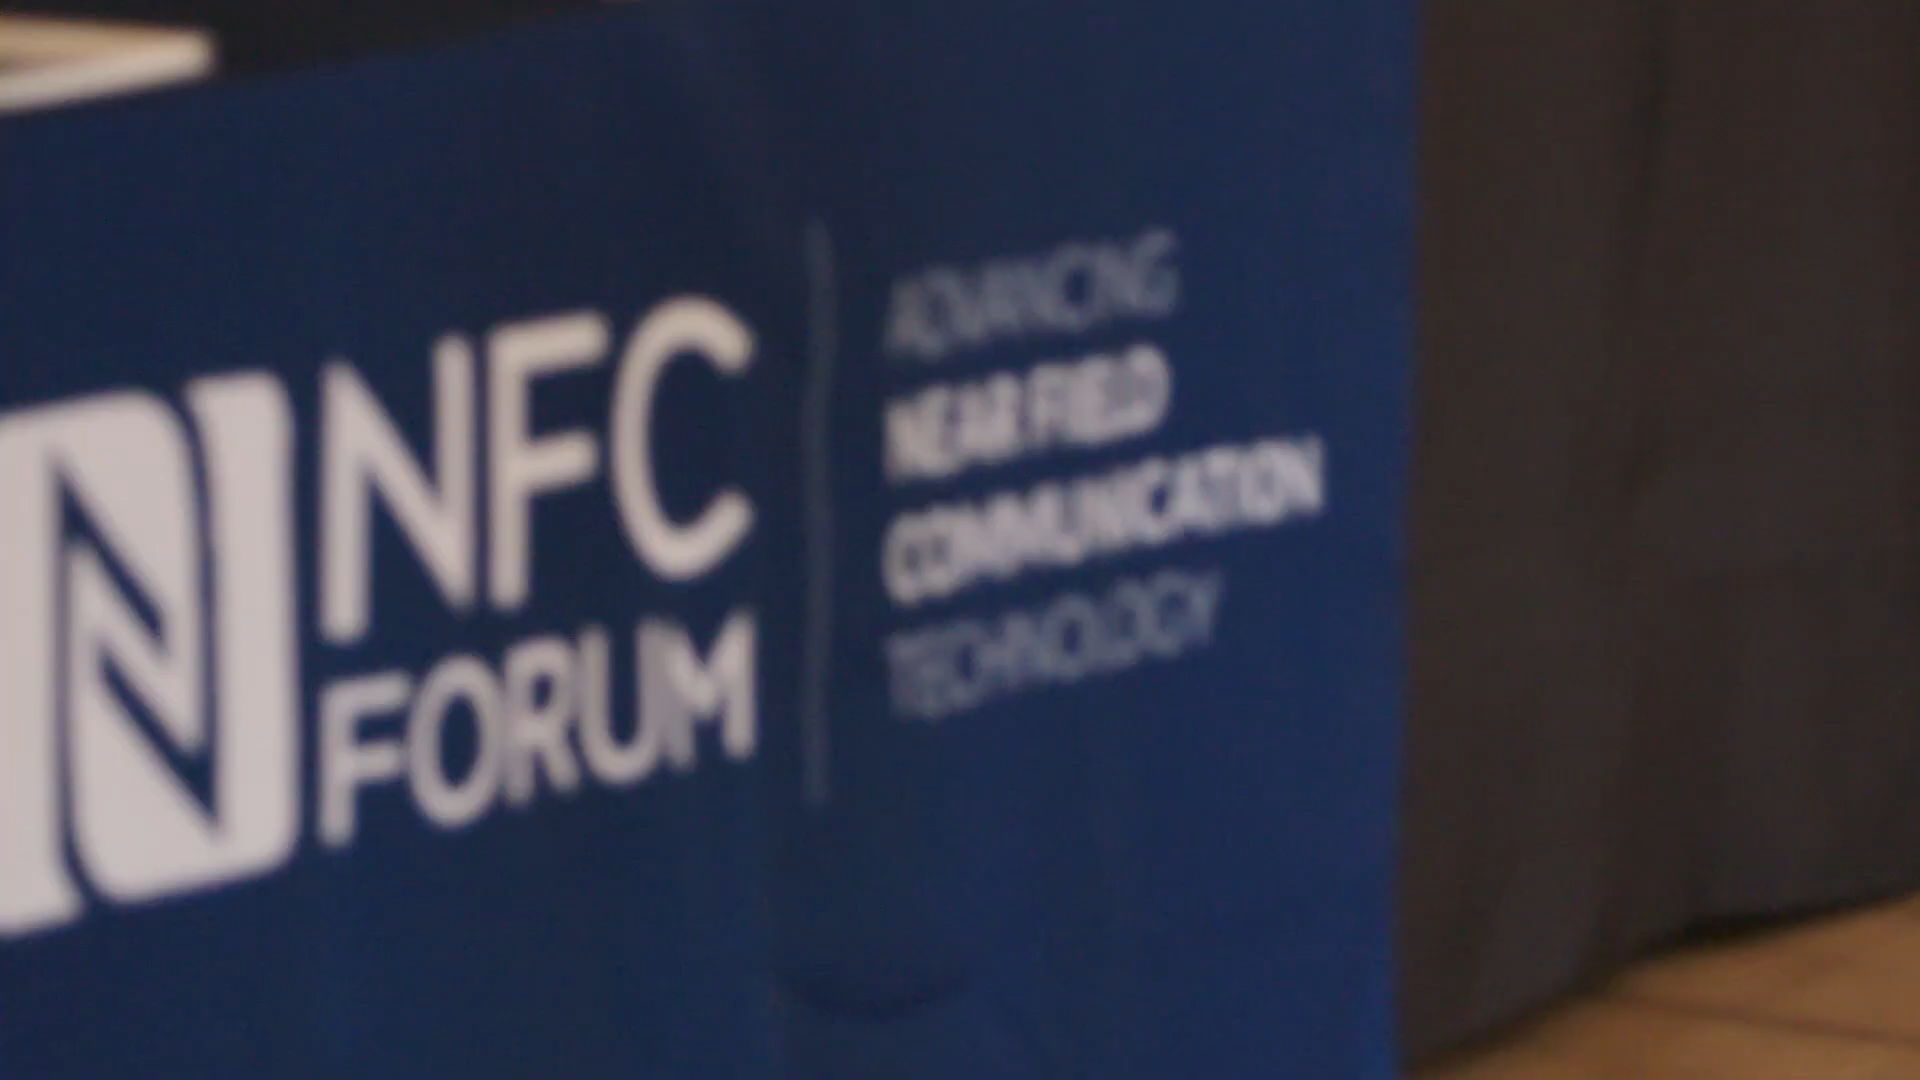 NFC
FORUM
ADVANCING
NEAR FIELD
COMMUNICATION
TECHNOLOGY